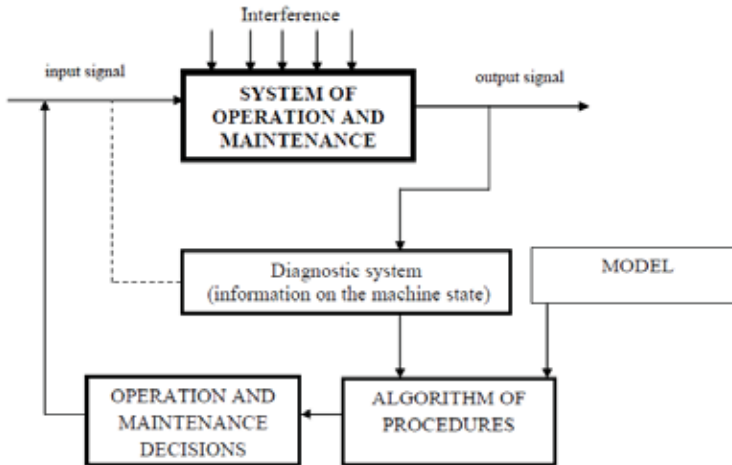 Interference
input signal
output signal
SYSTEM OF
OPERATION AND
MAINTENANCE
Diagnostic system
(information on the machine state)
MODEL
OPERATION AND
MAINTENANCE
DECISIONS
ALGORITHM OF
PROCEDURES